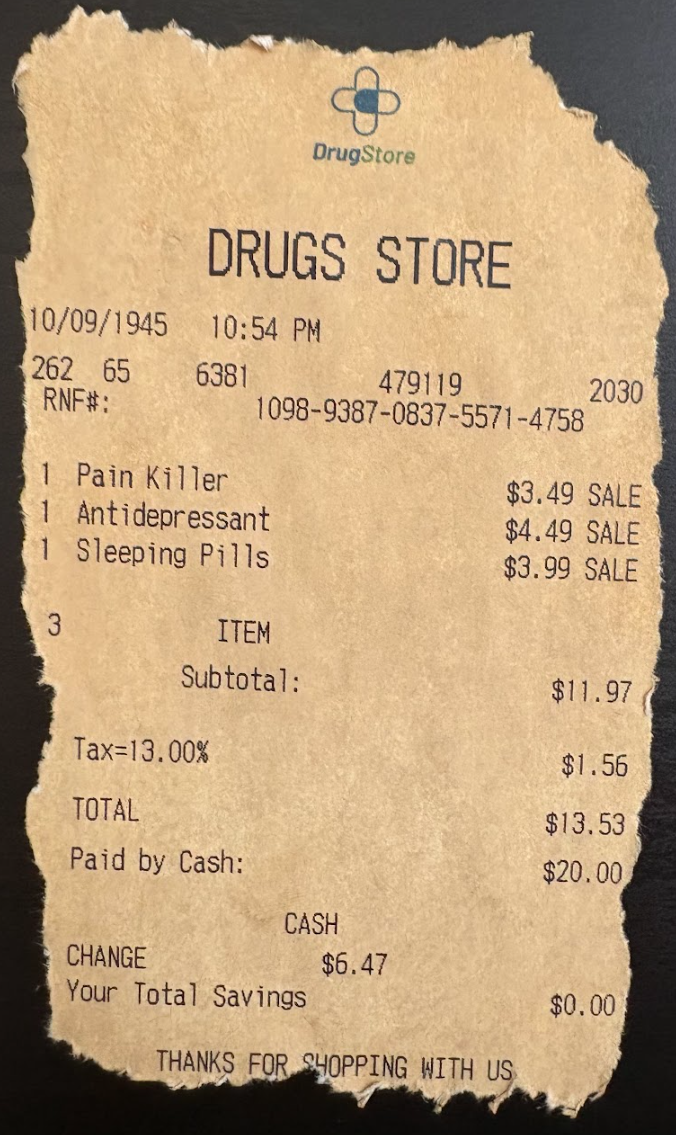 DrugStore
DRUGS STORE
10/09/1945 10:54 PM
262 65 6381 479119 2030
RNF#: 1098-9387-0837-5571-4758
1 Pain Killer $3.49 SALE
1 Antidepressant $4.49 SALE
1 Sleeping Pills $3.99 SALE
3 ITEM
Subtotal: $11.97
Tax=13.00% $1.56
TOTAL $13.53
Paid by Cash: $20.00
CASH
CHANGE $6.47
Your Total Savings $0.00
THANKS FOR SHOPPING WITH US